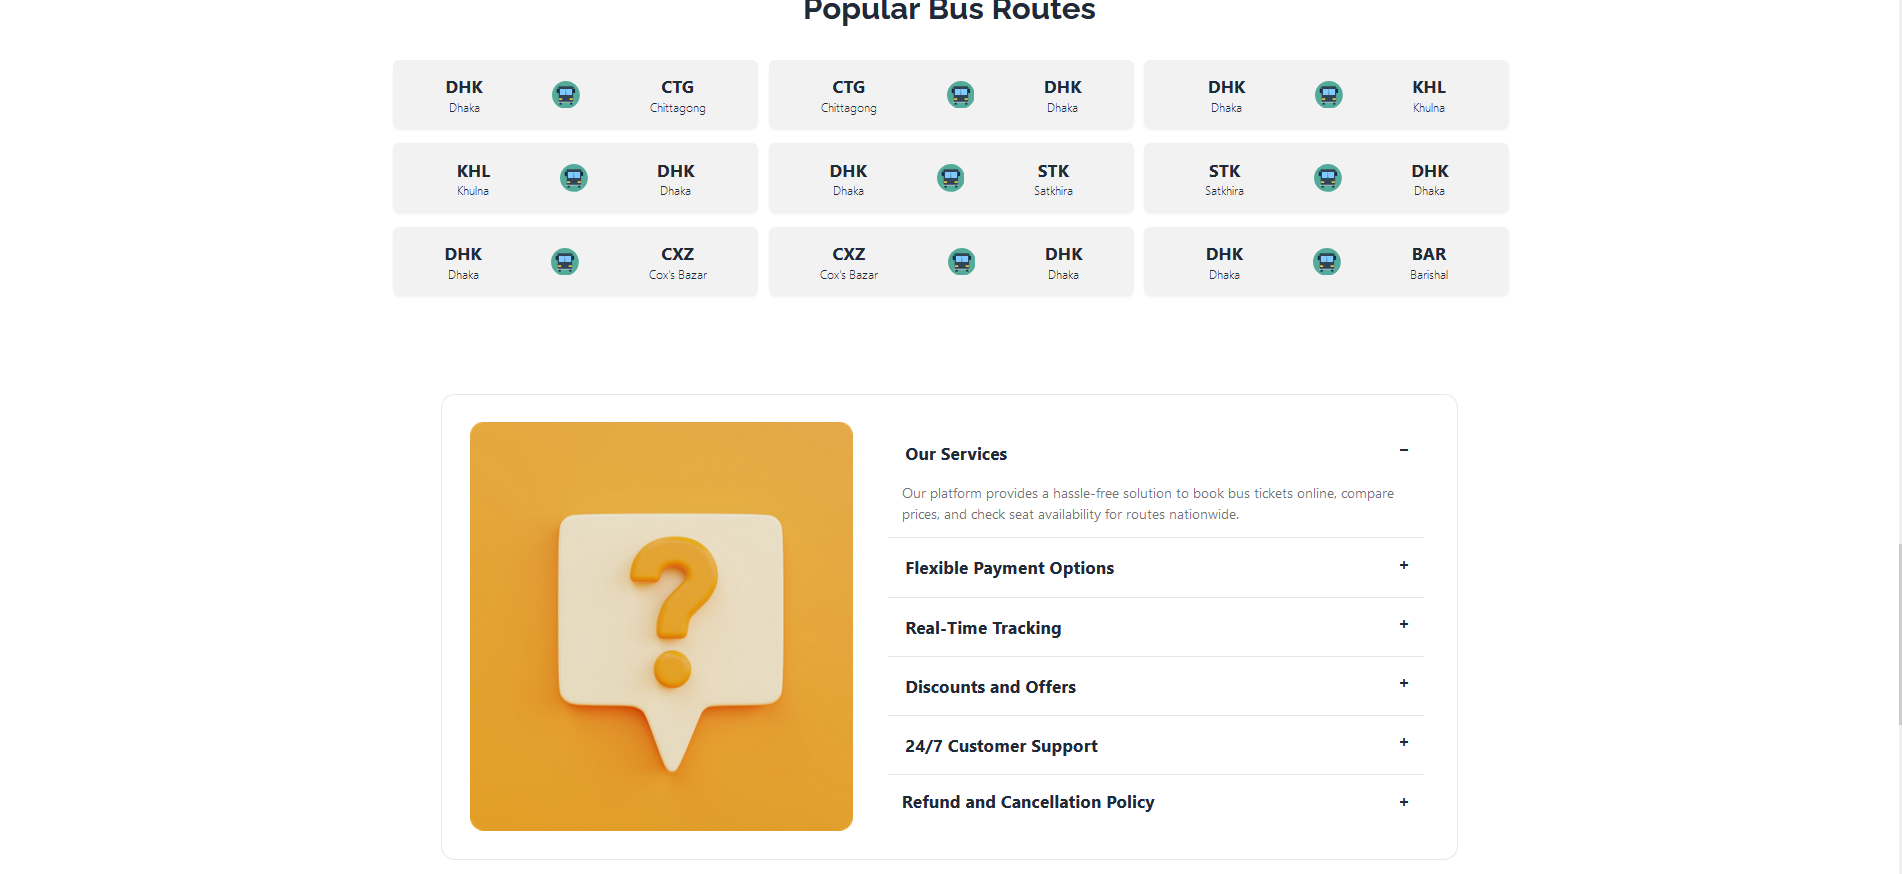 Popular Bus Routes
DHK CTG
Dhaka Chittagong
CTG DHK
Chittagong Dhaka
DHK KHL
Dhaka Khulna
KHL DHK
Khulna Dhaka
DHK STK
Dhaka Satkhira
STK DHK
Satkhira Dhaka
DHK CXZ
Dhaka Cox's Bazar
CXZ DHK
Cox's Bazar Dhaka
DHK BAR
Dhaka Barishal
?
Our Services −
Our platform provides a hassle-free solution to book bus tickets online, compare
prices, and check seat availability for routes nationwide.
Flexible Payment Options +
Real-Time Tracking +
Discounts and Offers +
24/7 Customer Support +
Refund and Cancellation Policy +